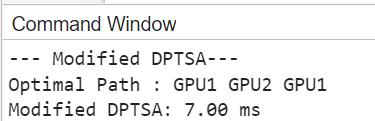 Command Window
--- Modified DPTSA---
Optimal Path : GPU1 GPU2 GPU1
Modified DPTSA: 7.00 ms